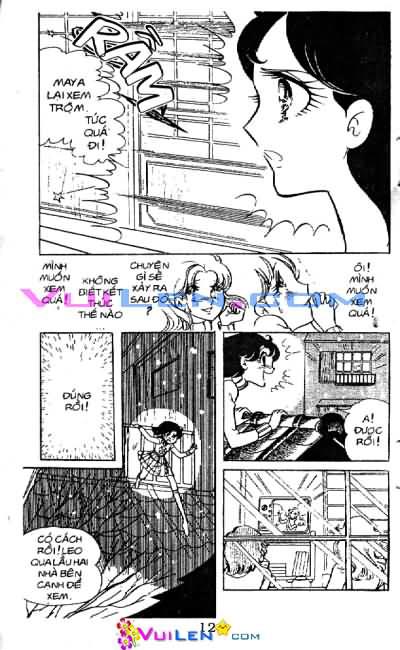 RẦM
MAYA
LẠI XEM
TRỘM.
TỨC
QUÁ
ĐI!
MÌNH
MUỐN
XEM
QUÁ!
KHÔNG
BIẾT KẾT
THÚC
THẾ NÀO
CHUYỆN
GÌ SẼ
XẢY RA
SAU ĐÓ
?
ÔI!
MÌNH
MUỐN
XEM
QUÁ!
VUILEN.COM
ĐÚNG
RỒI!
A!
ĐƯỢC
RỒI!
CÓ CÁCH
RỒI! LEO
QUA LẦU HAI
NHÀ BÊN
CẠNH ĐỂ
XEM.
12
VUILEN.COM